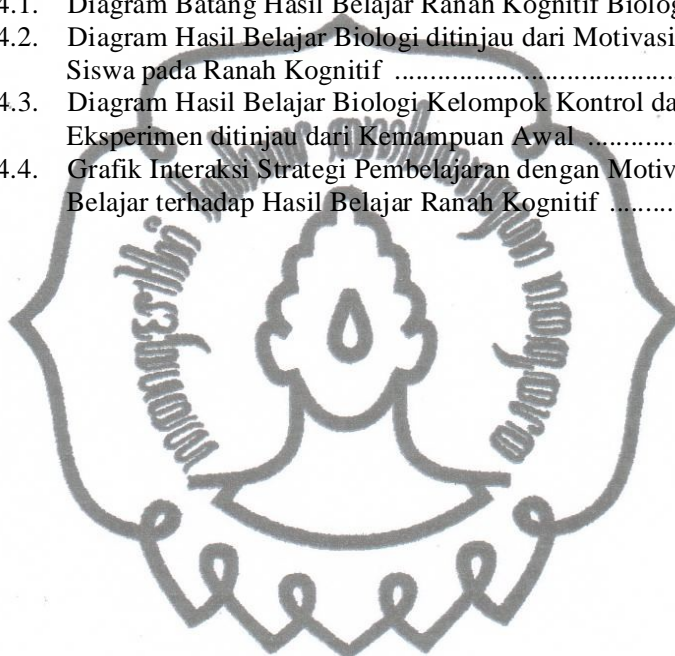 4.1. Diagram Batang Hasil Belajar Ranah Kognitif Biolog
4.2. Diagram Hasil Belajar Biologi ditinjau dari Motivasi
Siswa pada Ranah Kognitif ....................................
4.3. Diagram Hasil Belajar Biologi Kelompok Kontrol da
Eksperimen ditinjau dari Kemampuan Awal ............
4.4. Grafik Interaksi Strategi Pembelajaran dengan Motiv
Belajar terhadap Hasil Belajar Ranah Kognitif .........